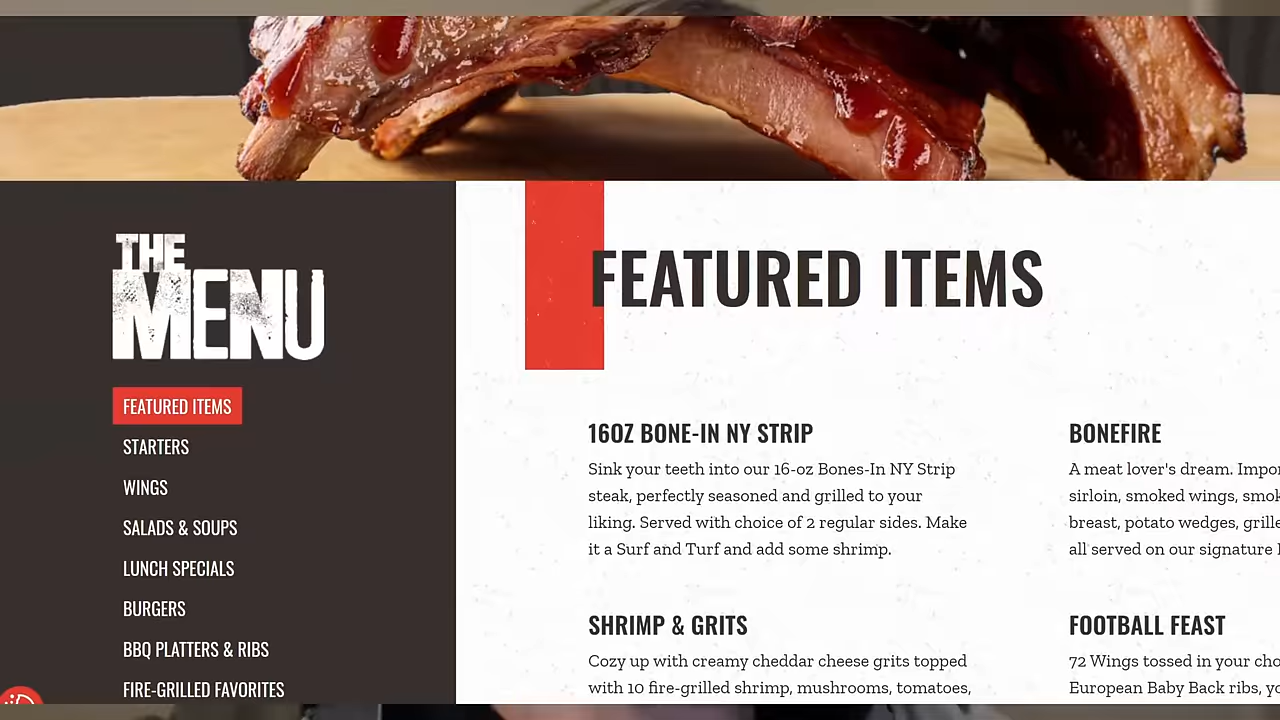 THE
MENU
FEATURED ITEMS
STARTERS
WINGS
SALADS & SOUPS
LUNCH SPECIALS
BURGERS
BBQ PLATTERS & RIBS
FIRE-GRILLED FAVORITES
FEATURED ITEMS
16OZ BONE-IN NY STRIP
Sink your teeth into our 16-oz Bones-In NY Strip
steak, perfectly seasoned and grilled to your
liking. Served with choice of 2 regular sides. Make
it a Surf and Turf and add some shrimp.
SHRIMP & GRITS
Cozy up with creamy cheddar cheese grits topped
with 10 fire-grilled shrimp, mushrooms, tomatoes,
BONEFIRE
A meat lover's dream.
sirloin, smoked wings,
breast, potato wedges,
all served on our signature
FOOTBALL FEAST
72 Wings tossed in your
European Baby Back ribs,